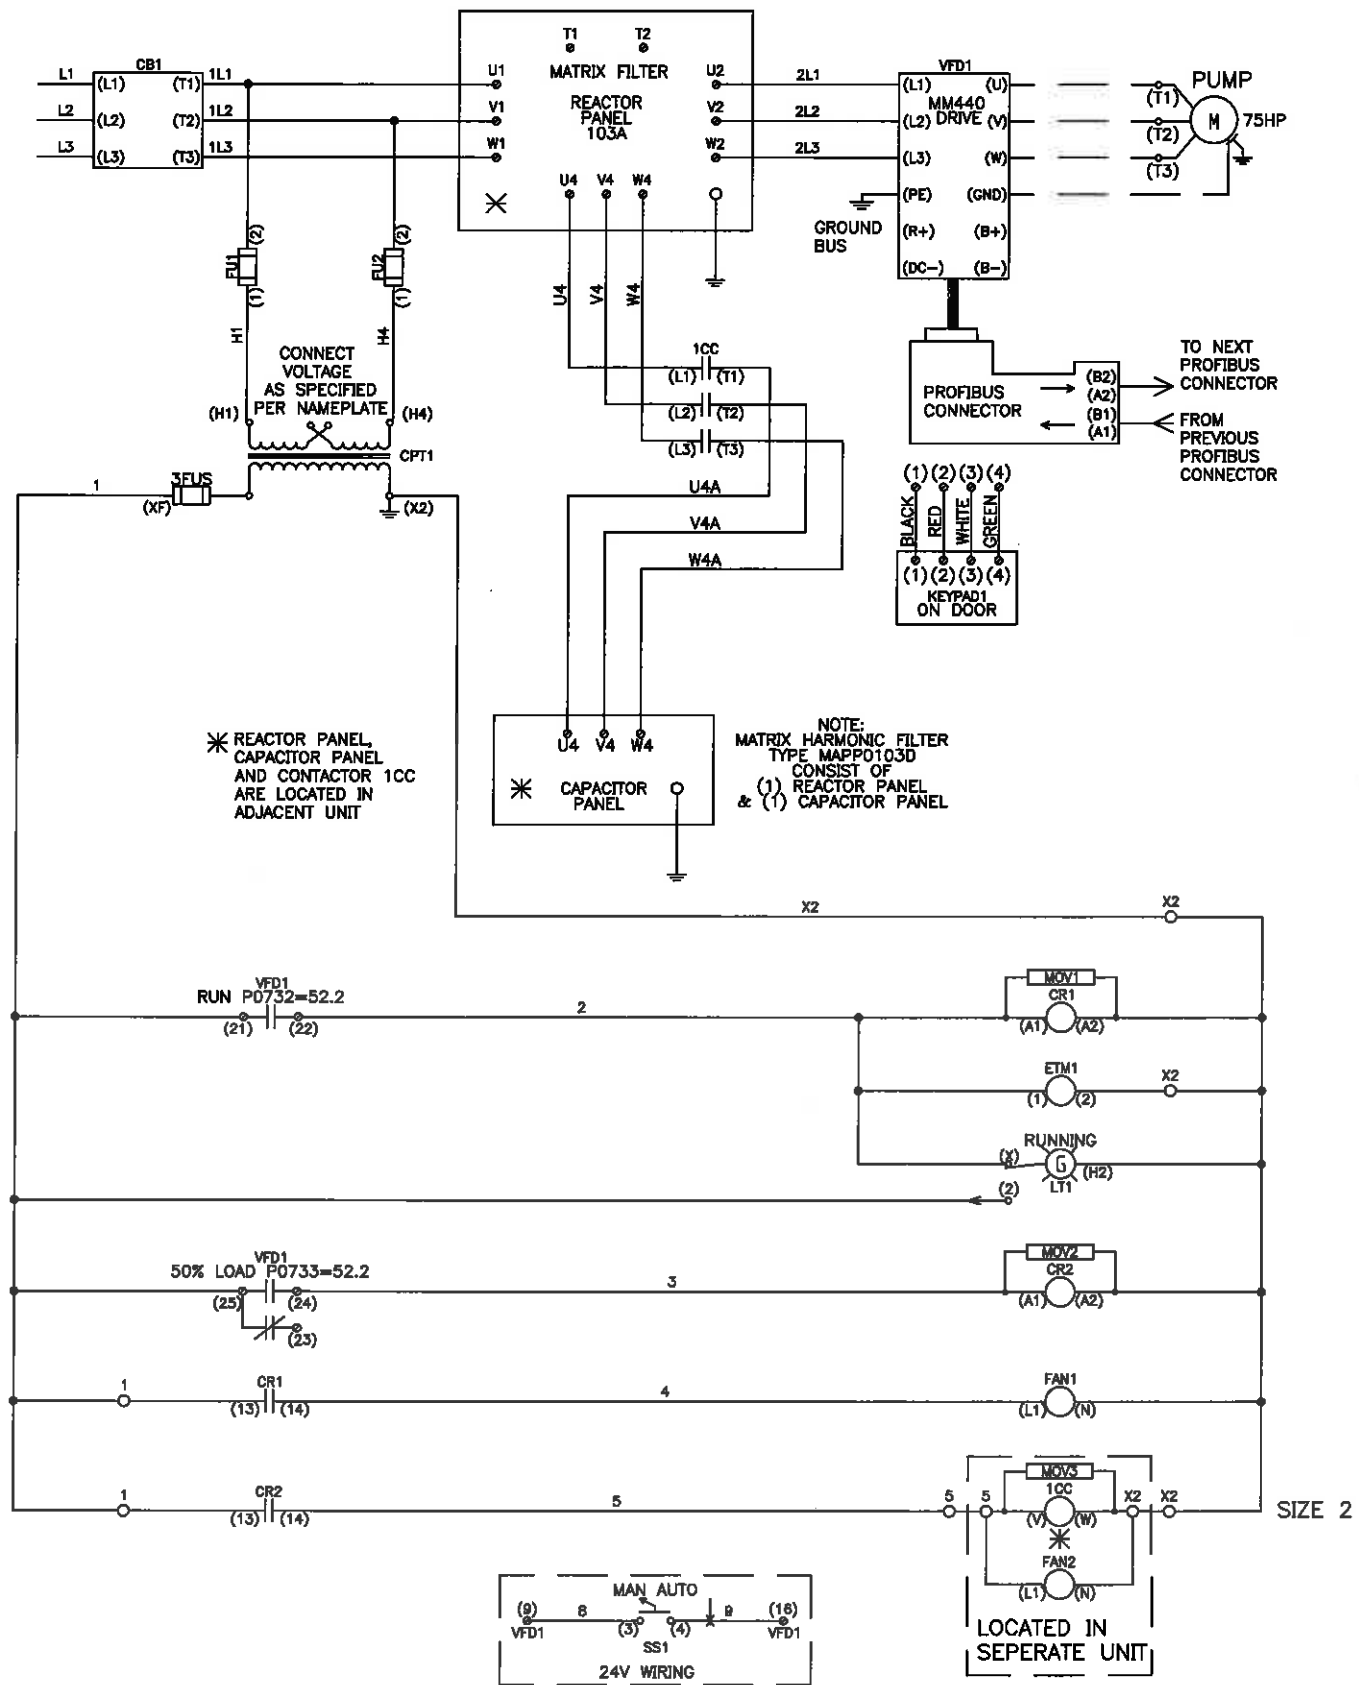 T1 T2
CB1
L1 (L1) (T1) 1L1
L2 (L2) (T2) 1L2
L3 (L3) (T3) 1L3
U1 MATRIX FILTER U2
V1 REACTOR V2
PANEL
103A
W1 W2
U4 V4 W4
2L1
2L2
2L3
VFD1
(L1) (U)
MM440
(L2) DRIVE (V)
(L3) (W)
(PE) (GND)
(R+) (B+)
(DC-) (B-)
GROUND
BUS
PUMP
(T1)
M 75HP
(T2)
(T3)
(2) (2)
FU1 FU2
(1) (1)
H1 H4
U4 V4 W4
CONNECT
VOLTAGE
AS SPECIFIED
PER NAMEPLATE
(H1) (H4)
CPT1
1 3FUS
(XF) (X2)
1CC
(L1) (T1)
(L2) (T2)
(L3) (T3)
U4A
V4A
W4A
PROFIBUS
CONNECTOR
(B2)
(A2)
(B1)
(A1)
TO NEXT
PROFIBUS
CONNECTOR
FROM
PREVIOUS
PROFIBUS
CONNECTOR
(1) (2) (3) (4)
BLACK RED WHITE GREEN
(1) (2) (3) (4)
KEYPAD1
ON DOOR
REACTOR PANEL,
CAPACITOR PANEL
AND CONTACTOR 1CC
ARE LOCATED IN
ADJACENT UNIT
U4 V4 W4
CAPACITOR
PANEL
NOTE:
MATRIX HARMONIC FILTER
TYPE MAPP0103D
CONSIST OF
(1) REACTOR PANEL
& (1) CAPACITOR PANEL
X2 X2
VFD1
RUN P0732=52.2
(21) (22)
2
MOV1
CR1
(A1) (A2)
ETM1 X2
(1) (2)
RUNNING
(X) G (H2)
LT1
(2)
VFD1
50% LOAD P0733=52.2
(25) (24)
(23)
3
MOV2
CR2
(A1) (A2)
1 CR1 4 FAN1
(13) (14) (L1) (N)
1 CR2 5 5 5
(13) (14)
MOV3
1CC X2 X2
(V) (W)
FAN2
(L1) (N)
SIZE 2
LOCATED IN
SEPERATE UNIT
MAN AUTO
(9) 8 9 (16)
VFD1 (3) (4) VFD1
SS1
24V WIRING